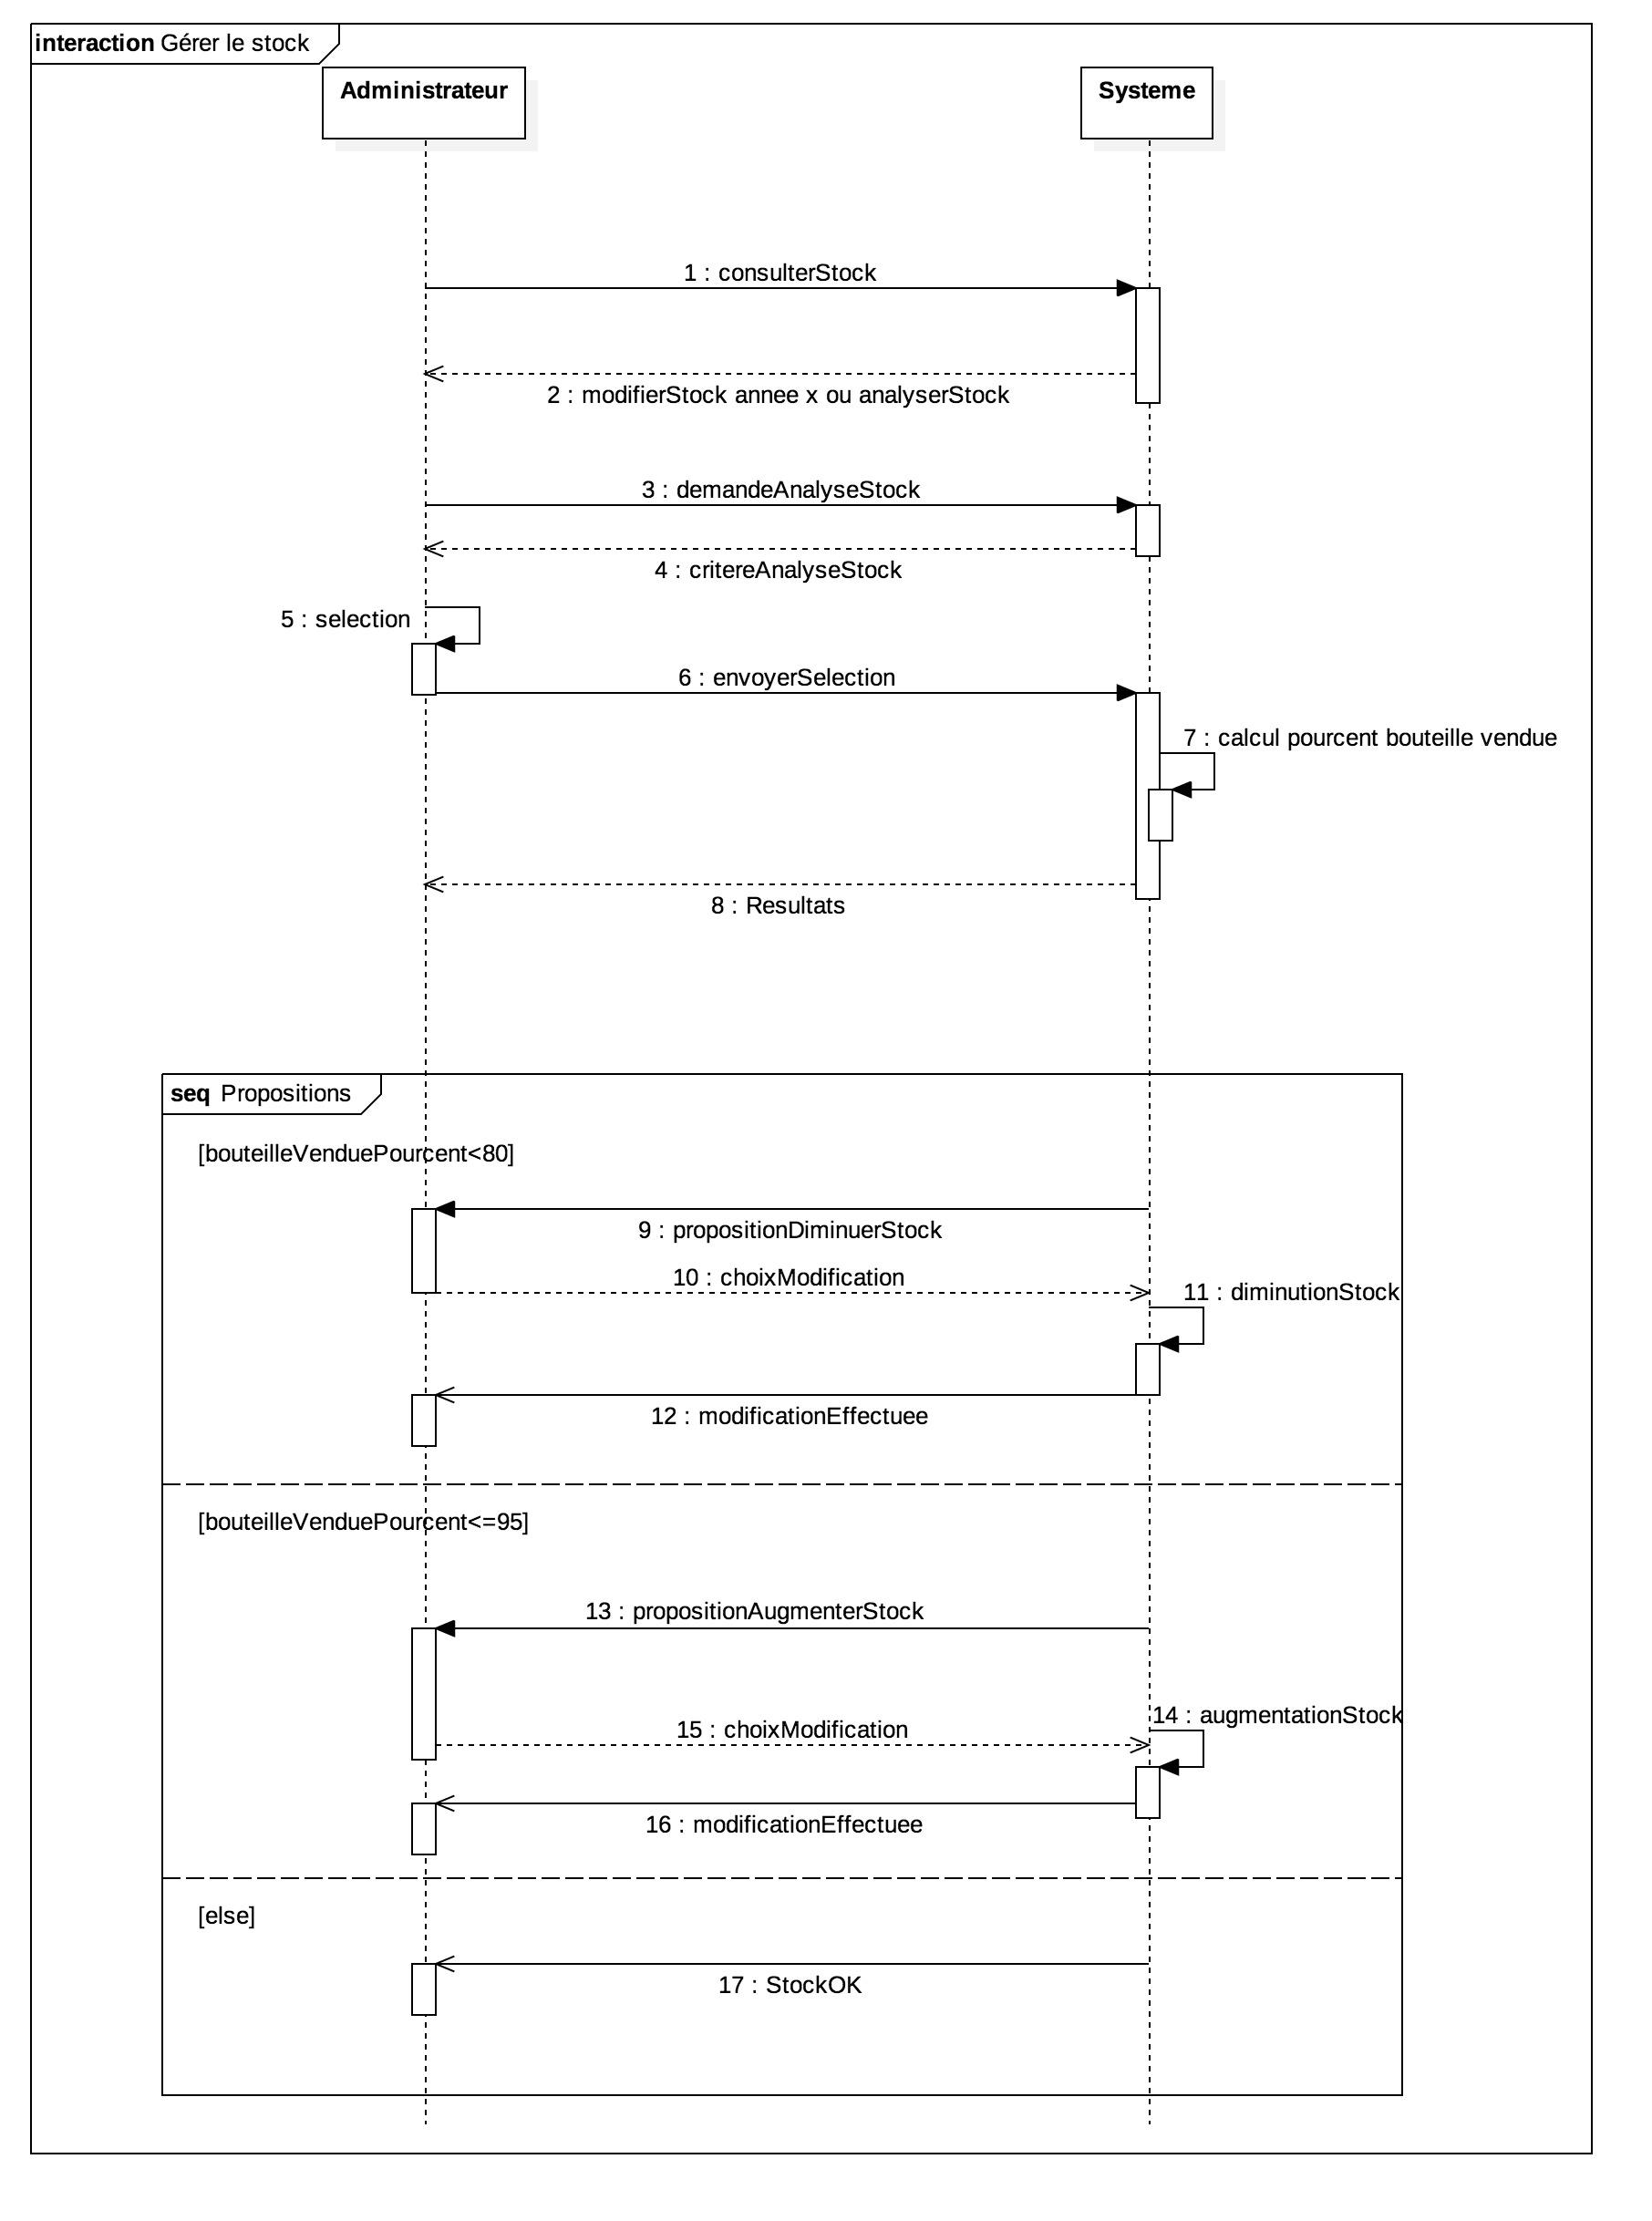 interaction Gérer le stock
Administrateur
Systeme
1 : consulterStock
2 : modifierStock annee x ou analyserStock
3 : demandeAnalyseStock
4 : critereAnalyseStock
5 : selection
6 : envoyerSelection
7 : calcul pourcent bouteille vendue
8 : Resultats
seq Propositions
[bouteilleVenduePourcent<80]
9 : propositionDiminuerStock
10 : choixModification
11 : diminutionStock
12 : modificationEffectuee
[bouteilleVenduePourcent<=95]
13 : propositionAugmenterStock
14 : augmentationStock
15 : choixModification
16 : modificationEffectuee
[else]
17 : StockOK